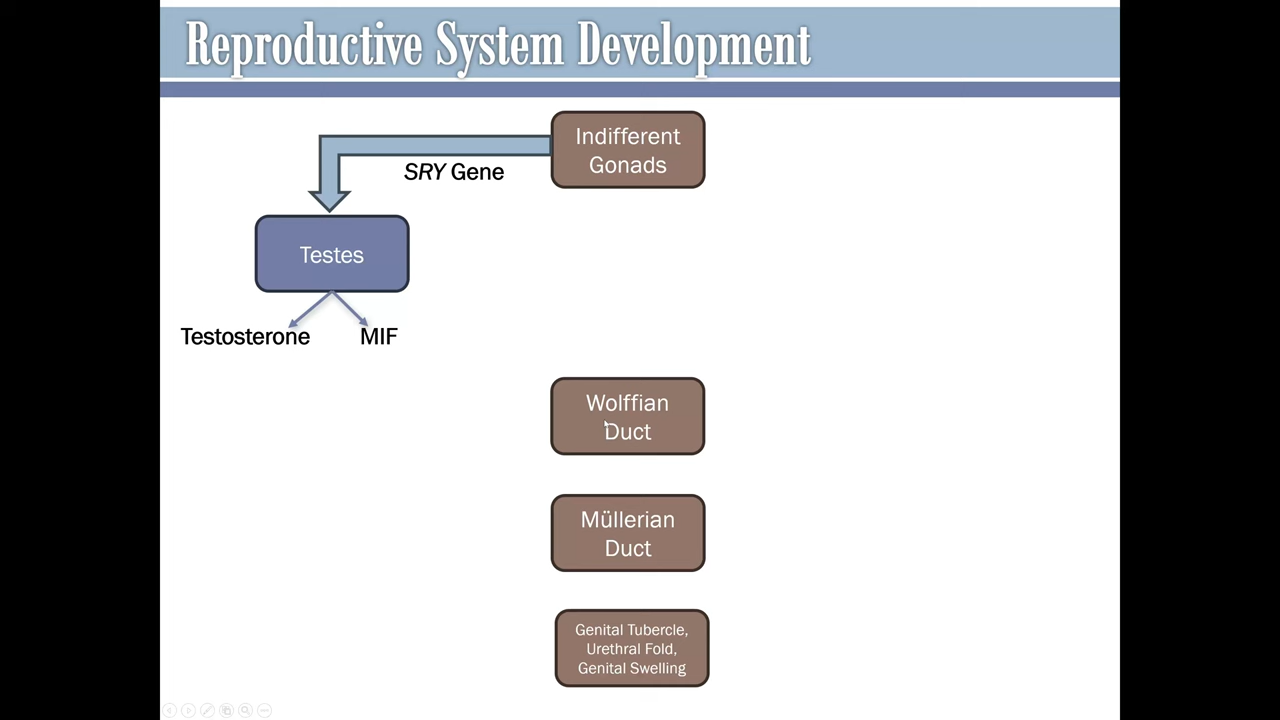 Reproductive System Development
Indifferent
Gonads
SRY Gene
Testes
Testosterone MIF
Wolffian
Duct
Müllerian
Duct
Genital Tubercle,
Urethral Fold,
Genital Swelling